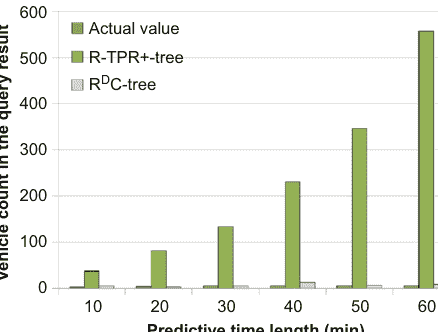 Vehicle count in the query result
600
500
400
300
200
100
0
Actual value
R-TPR+-tree
RᴰC-tree
10 20 30 40 50 60
Predictive time length (min)